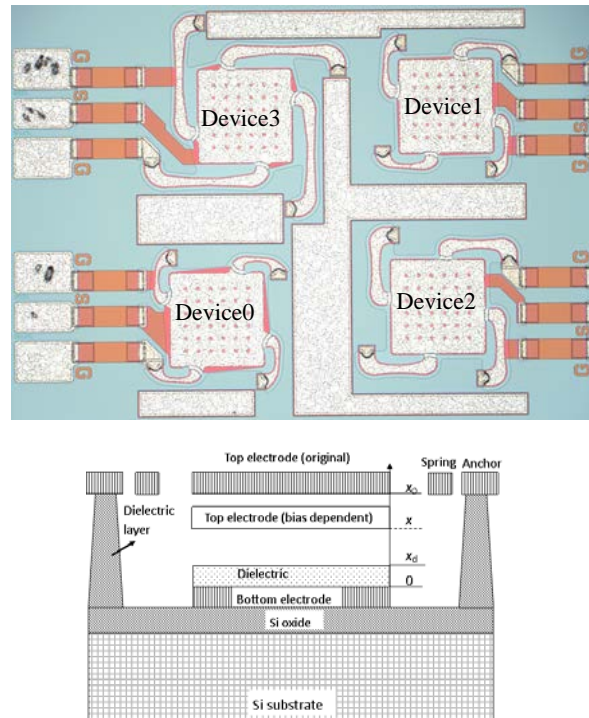 G
S
G
Device3
Device1
G
S
G
G
S
G
Device0
Device2
G
S
G
Top electrode (original)
Spring Anchor
x₀
Dielectric
layer
Top electrode (bias dependent)
x
x_d
Dielectric
0
Bottom electrode
Si oxide
Si substrate